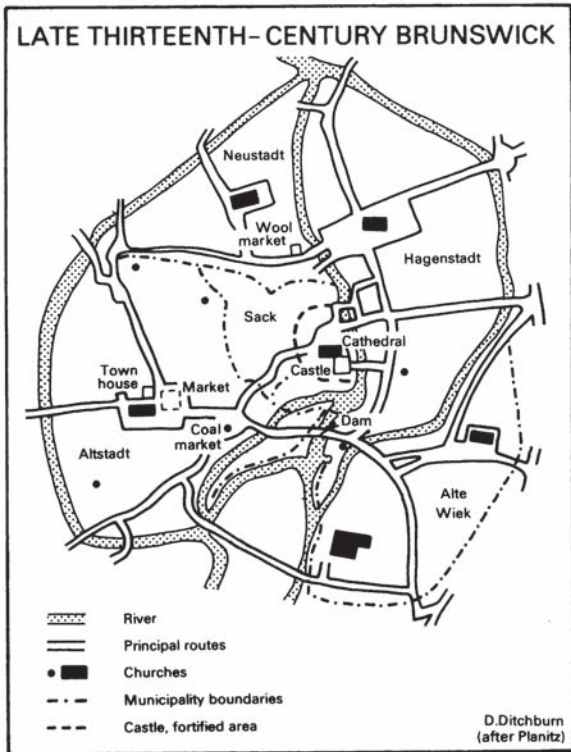 LATE THIRTEENTH-CENTURY BRUNSWICK
Neustadt
Wool
market
Hagenstadt
Sack
Cathedral
Castle
Town
house
Market
Coal
market
Dam
Altstadt
Alte
Wiek
River
Principal routes
Churches
Municipality boundaries
Castle, fortified area
D.Ditchburn
(after Planitz)